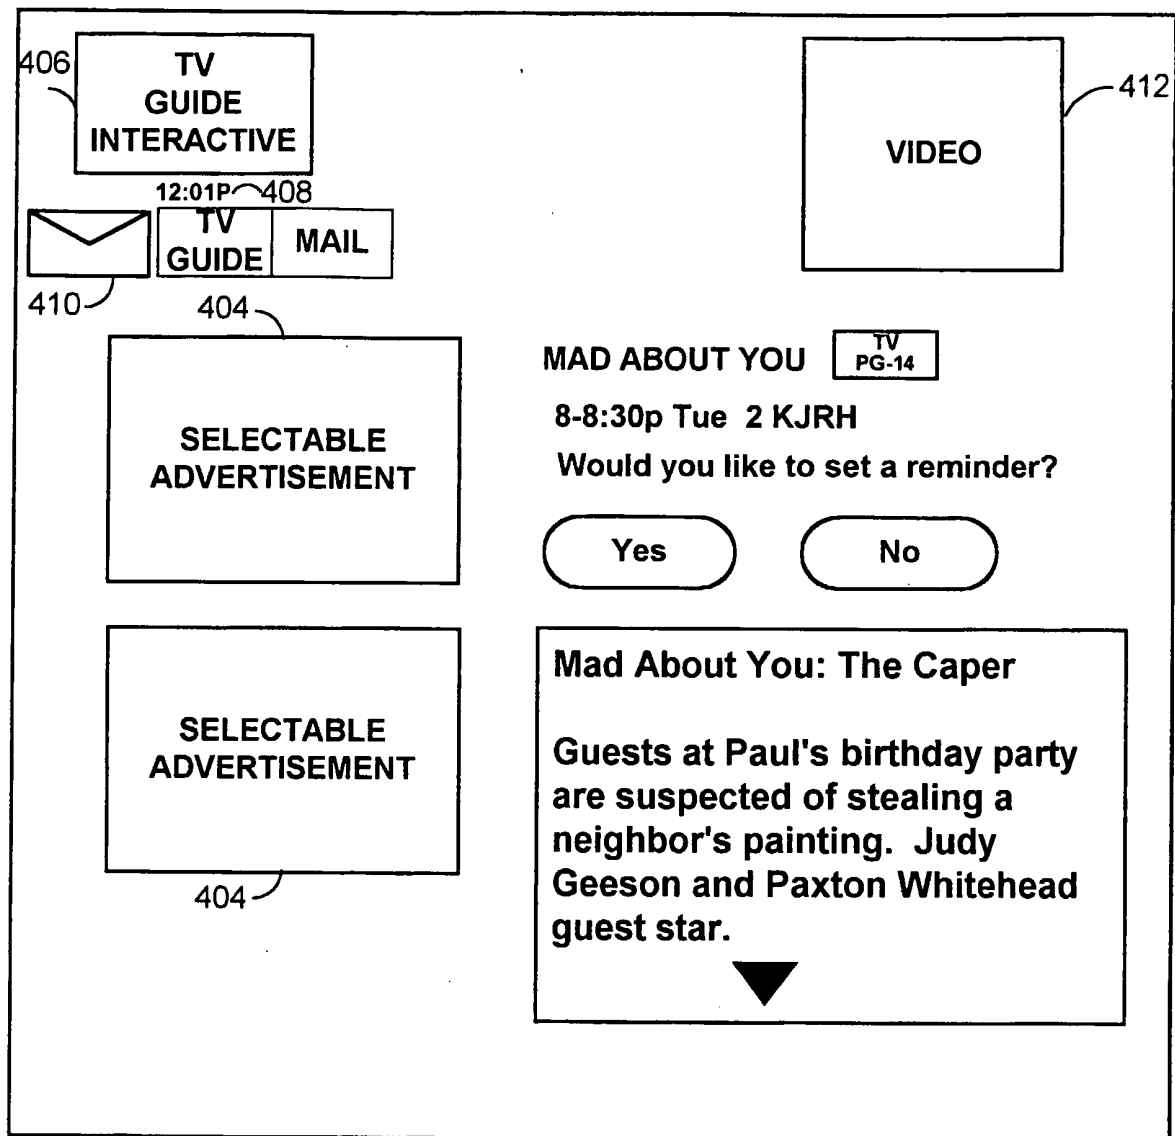 406
TV
GUIDE
INTERACTIVE
VIDEO
412
12:01P
408
TV
GUIDE
MAIL
410
404
SELECTABLE
ADVERTISEMENT
MAD ABOUT YOU
TV
PG-14
8-8:30p Tue 2 KJRH
Would you like to set a reminder?
Yes
No
SELECTABLE
ADVERTISEMENT
404
Mad About You: The Caper
Guests at Paul's birthday party
are suspected of stealing a
neighbor's painting. Judy
Geeson and Paxton Whitehead
guest star.